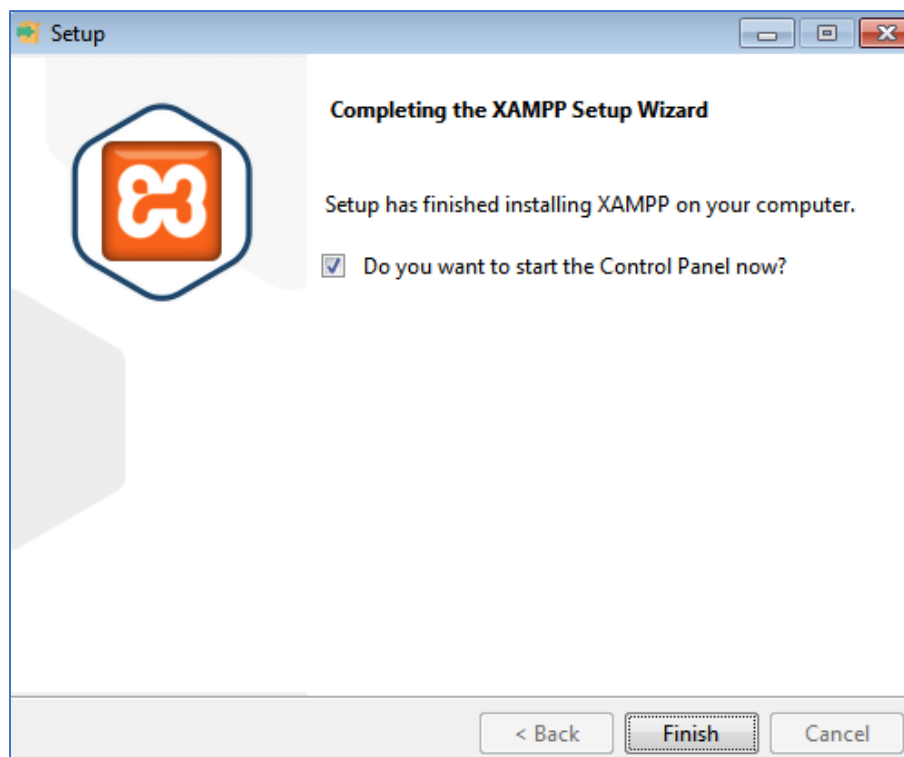 Setup
Completing the XAMPP Setup Wizard
Setup has finished installing XAMPP on your computer.
Do you want to start the Control Panel now?
< Back
Finish
Cancel